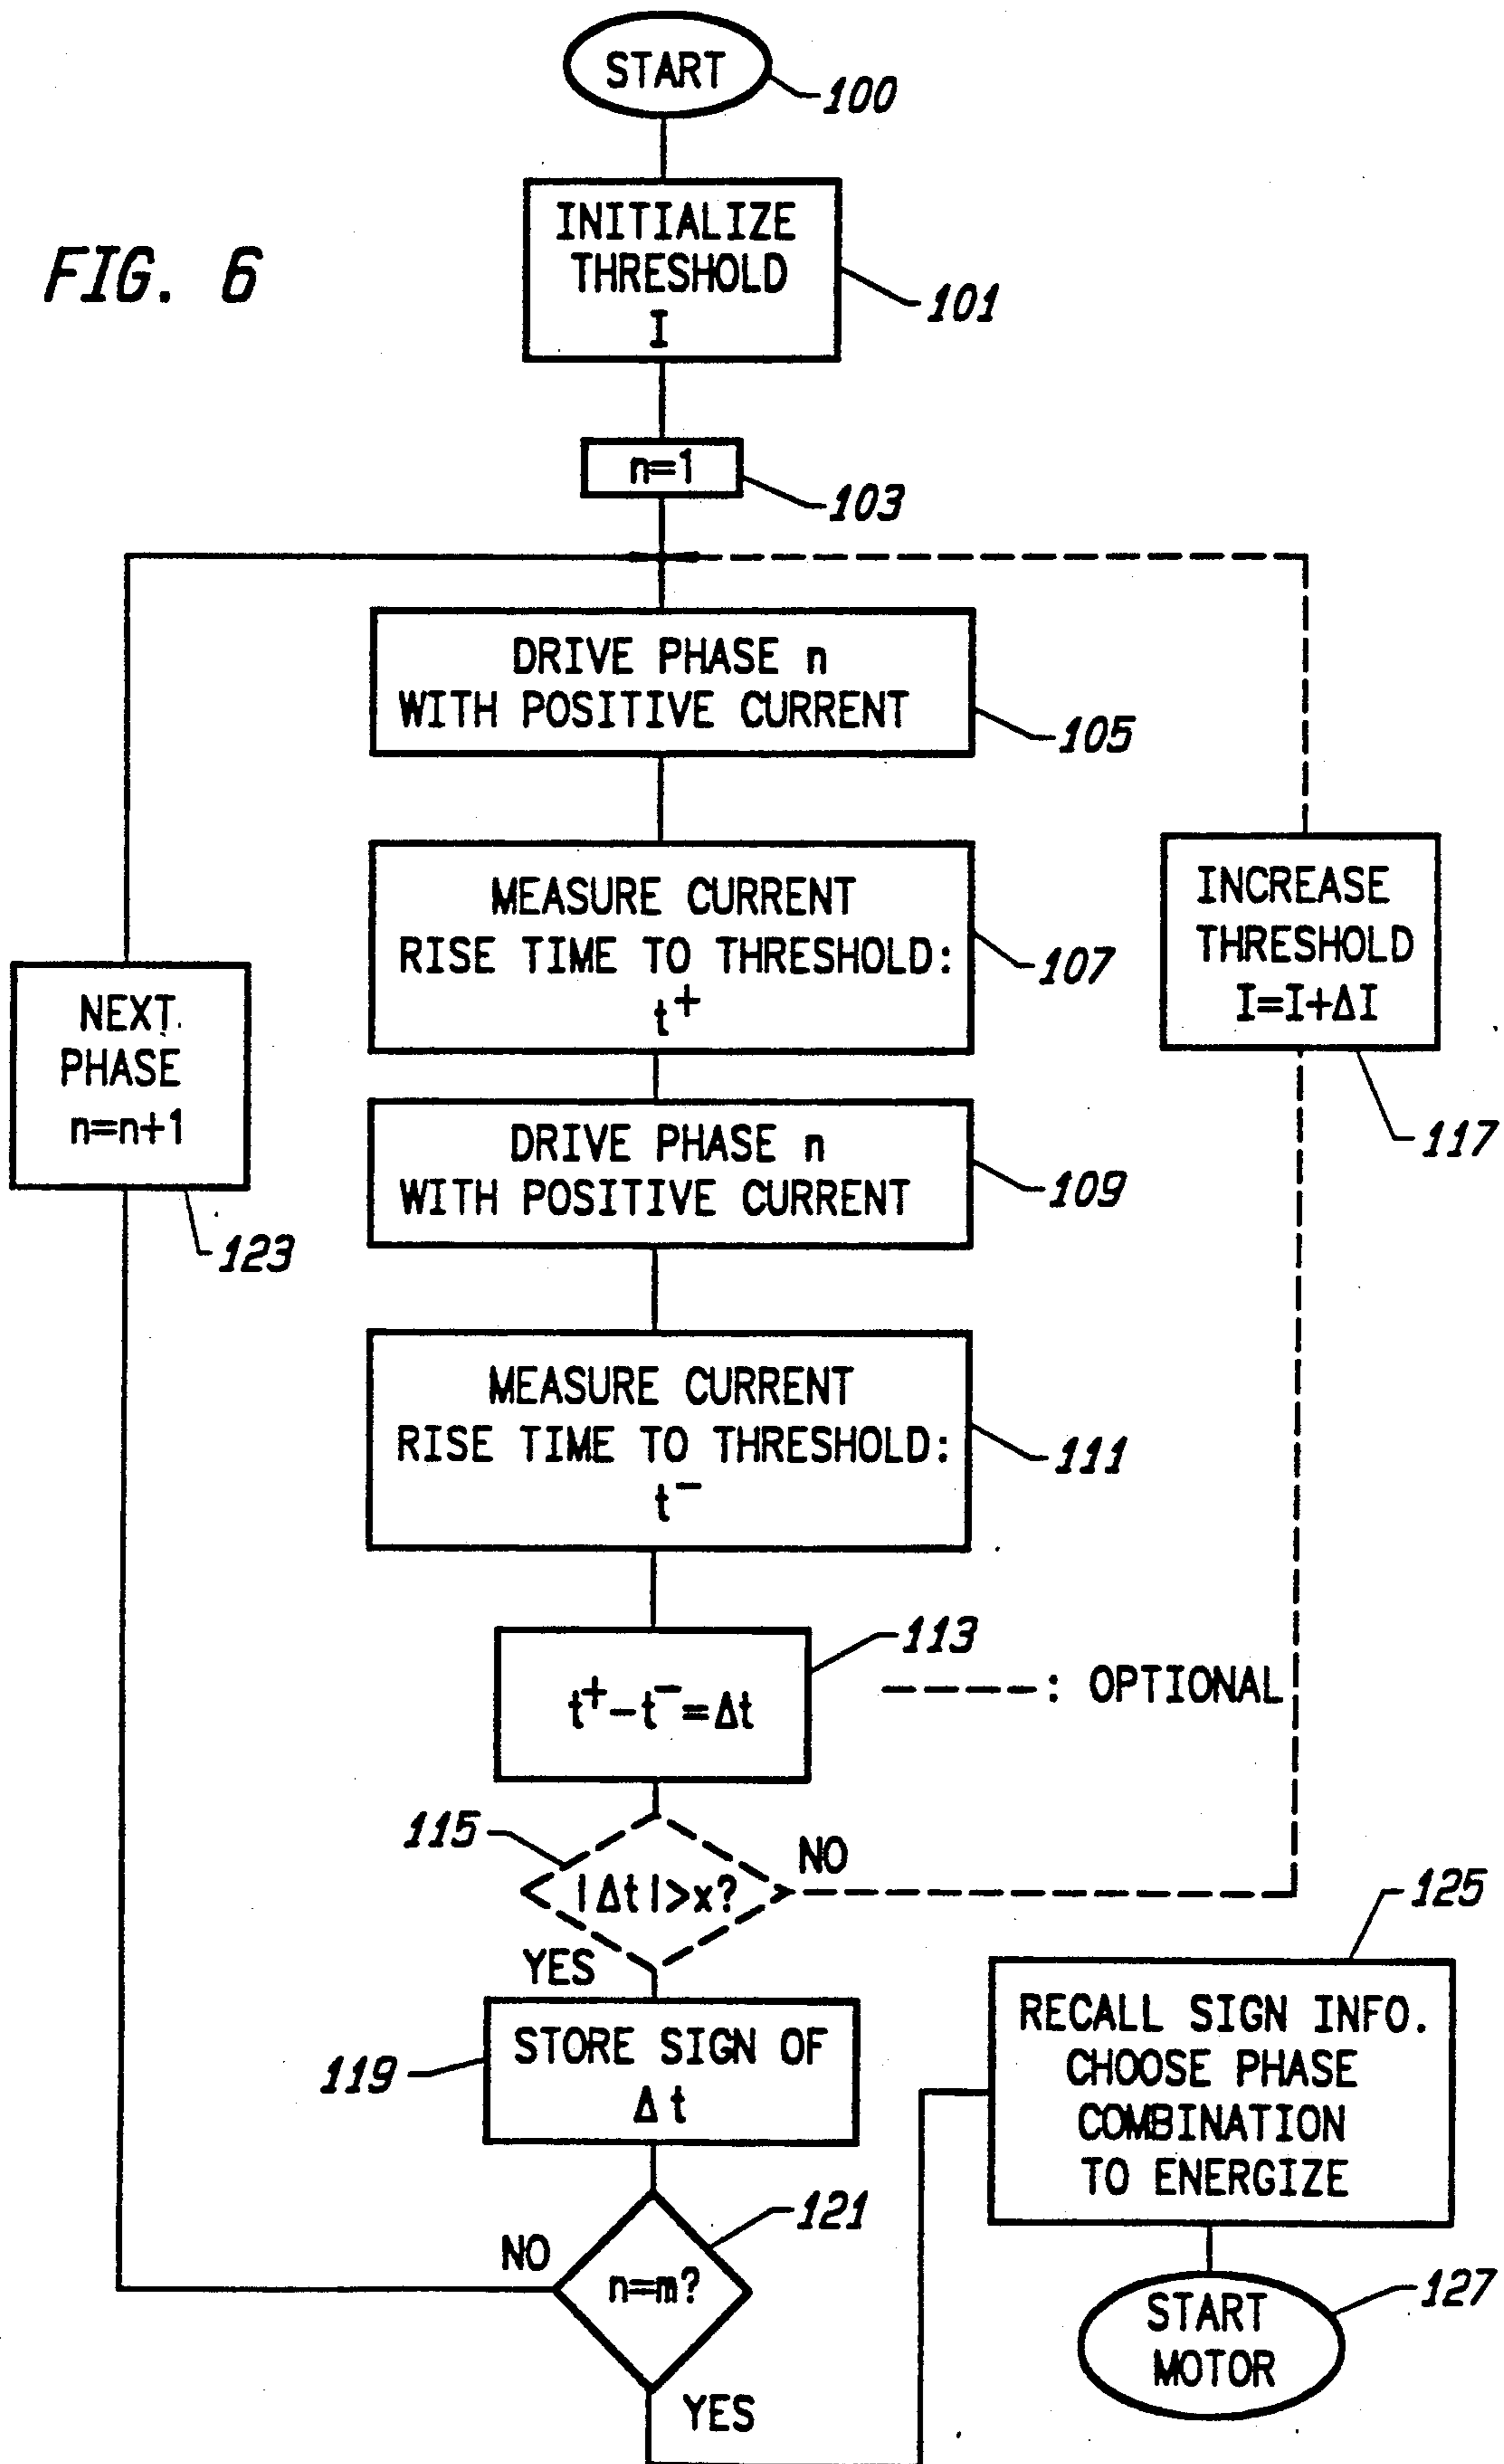 START
100
INITIALIZE
THRESHOLD
I
101
FIG. 6
n=1
103
DRIVE PHASE n
WITH POSITIVE CURRENT
105
MEASURE CURRENT
RISE TIME TO THRESHOLD:
t⁺
107
INCREASE
THRESHOLD
I=I+ΔI
117
NEXT
PHASE
n=n+1
123
DRIVE PHASE n
WITH POSITIVE CURRENT
109
MEASURE CURRENT
RISE TIME TO THRESHOLD:
t⁻
111
113
t⁺-t⁻=Δt
-----: OPTIONAL
115
|Δt|>x?
NO
YES
STORE SIGN OF
Δt
119
125
RECALL SIGN INFO.
CHOOSE PHASE
COMBINATION
TO ENERGIZE
121
NO
n=m?
YES
START
MOTOR
127